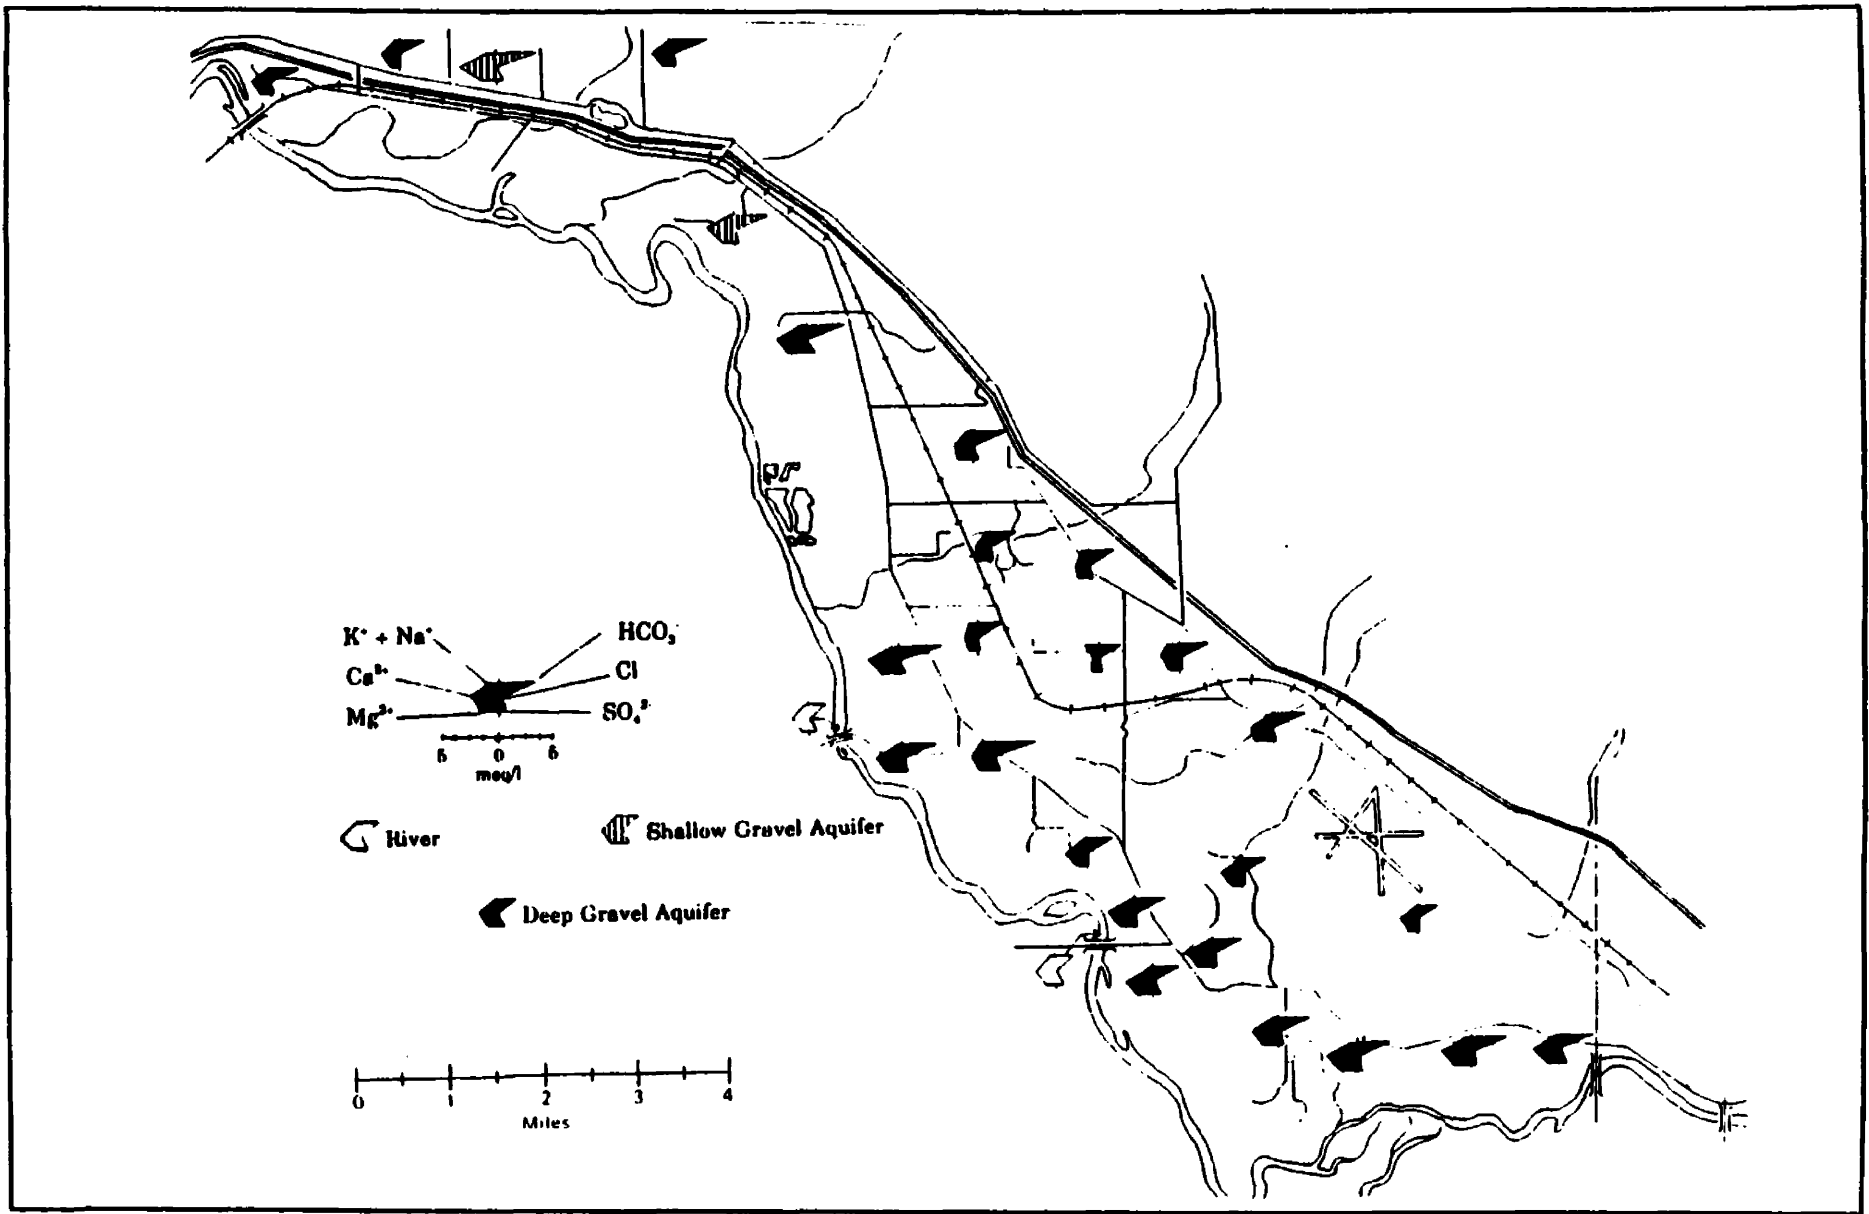 K⁺ + Na⁺
HCO₃⁻
Ca²⁺
Cl
Mg²⁺
SO₄²⁻
5 0 5
meq/l
River
Shallow Gravel Aquifer
Deep Gravel Aquifer
0 1 2 3 4
Miles